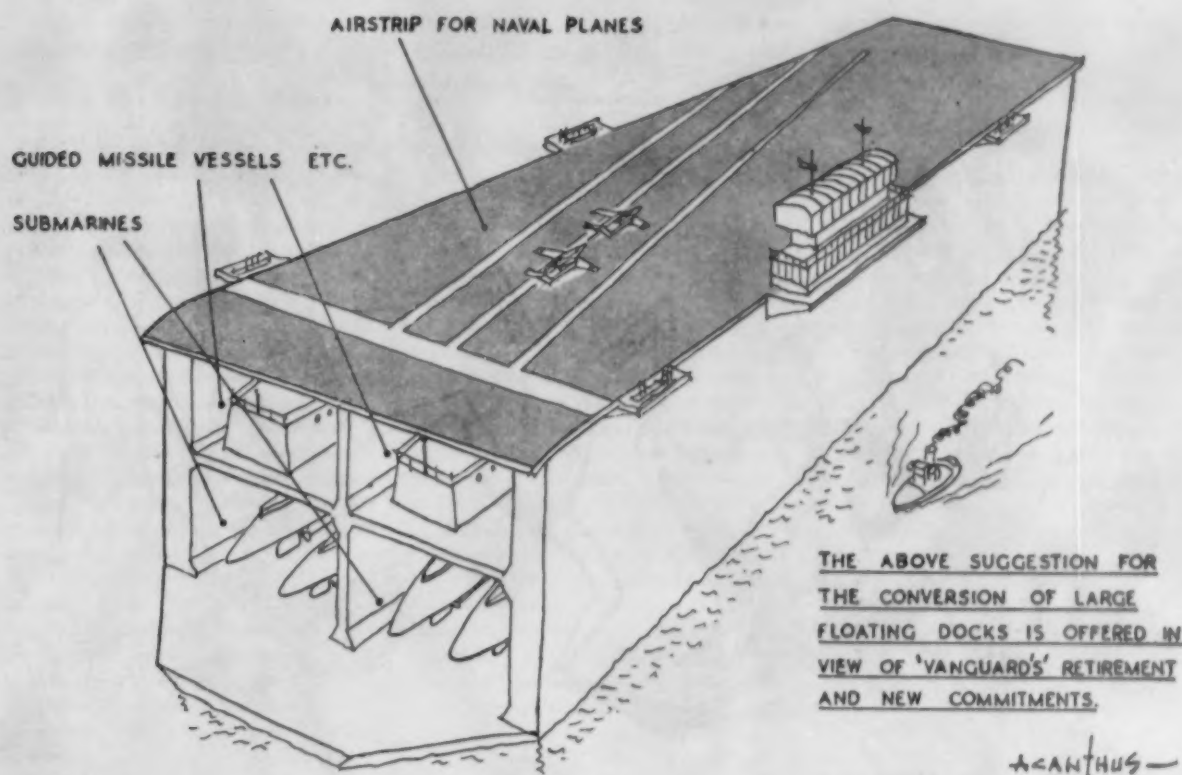 AIRSTRIP FOR NAVAL PLANES
GUIDED MISSILE VESSELS ETC.
SUBMARINES
THE ABOVE SUGGESTION FOR
THE CONVERSION OF LARGE
FLOATING DOCKS IS OFFERED IN
VIEW OF 'VANGUARD'S' RETIREMENT
AND NEW COMMITMENTS.
ACANTHUS